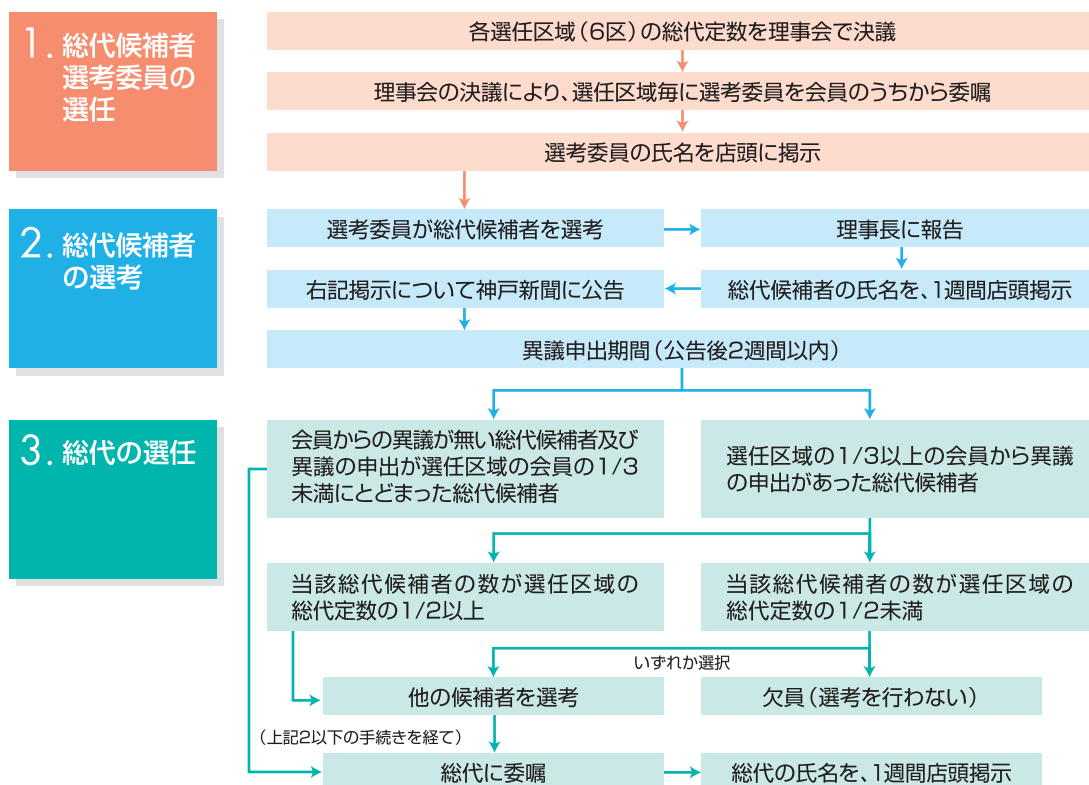 1. 総代候補者
選考委員の
選任
各選任区域（6区）の総代定数を理事会で決議
理事会の決議により、選任区域毎に選考委員を会員のうちから委嘱
選考委員の氏名を店頭に掲示
2. 総代候補者
の選考
選考委員が総代候補者を選考
理事長に報告
右記掲示について神戸新聞に公告
総代候補者の氏名を、1週間店頭掲示
異議申出期間（公告後2週間以内）
3. 総代の選任
会員からの異議が無い総代候補者及び
異議の申出が選任区域の会員の1/3
未満にとどまった総代候補者
選任区域の1/3以上の会員から異議
の申出があった総代候補者
当該総代候補者の数が選任区域の
総代定数の1/2以上
当該総代候補者の数が選任区域の
総代定数の1/2未満
いずれか選択
他の候補者を選考
欠員（選考を行わない）
（上記2以下の手続きを経て）
総代に委嘱
総代の氏名を、1週間店頭掲示